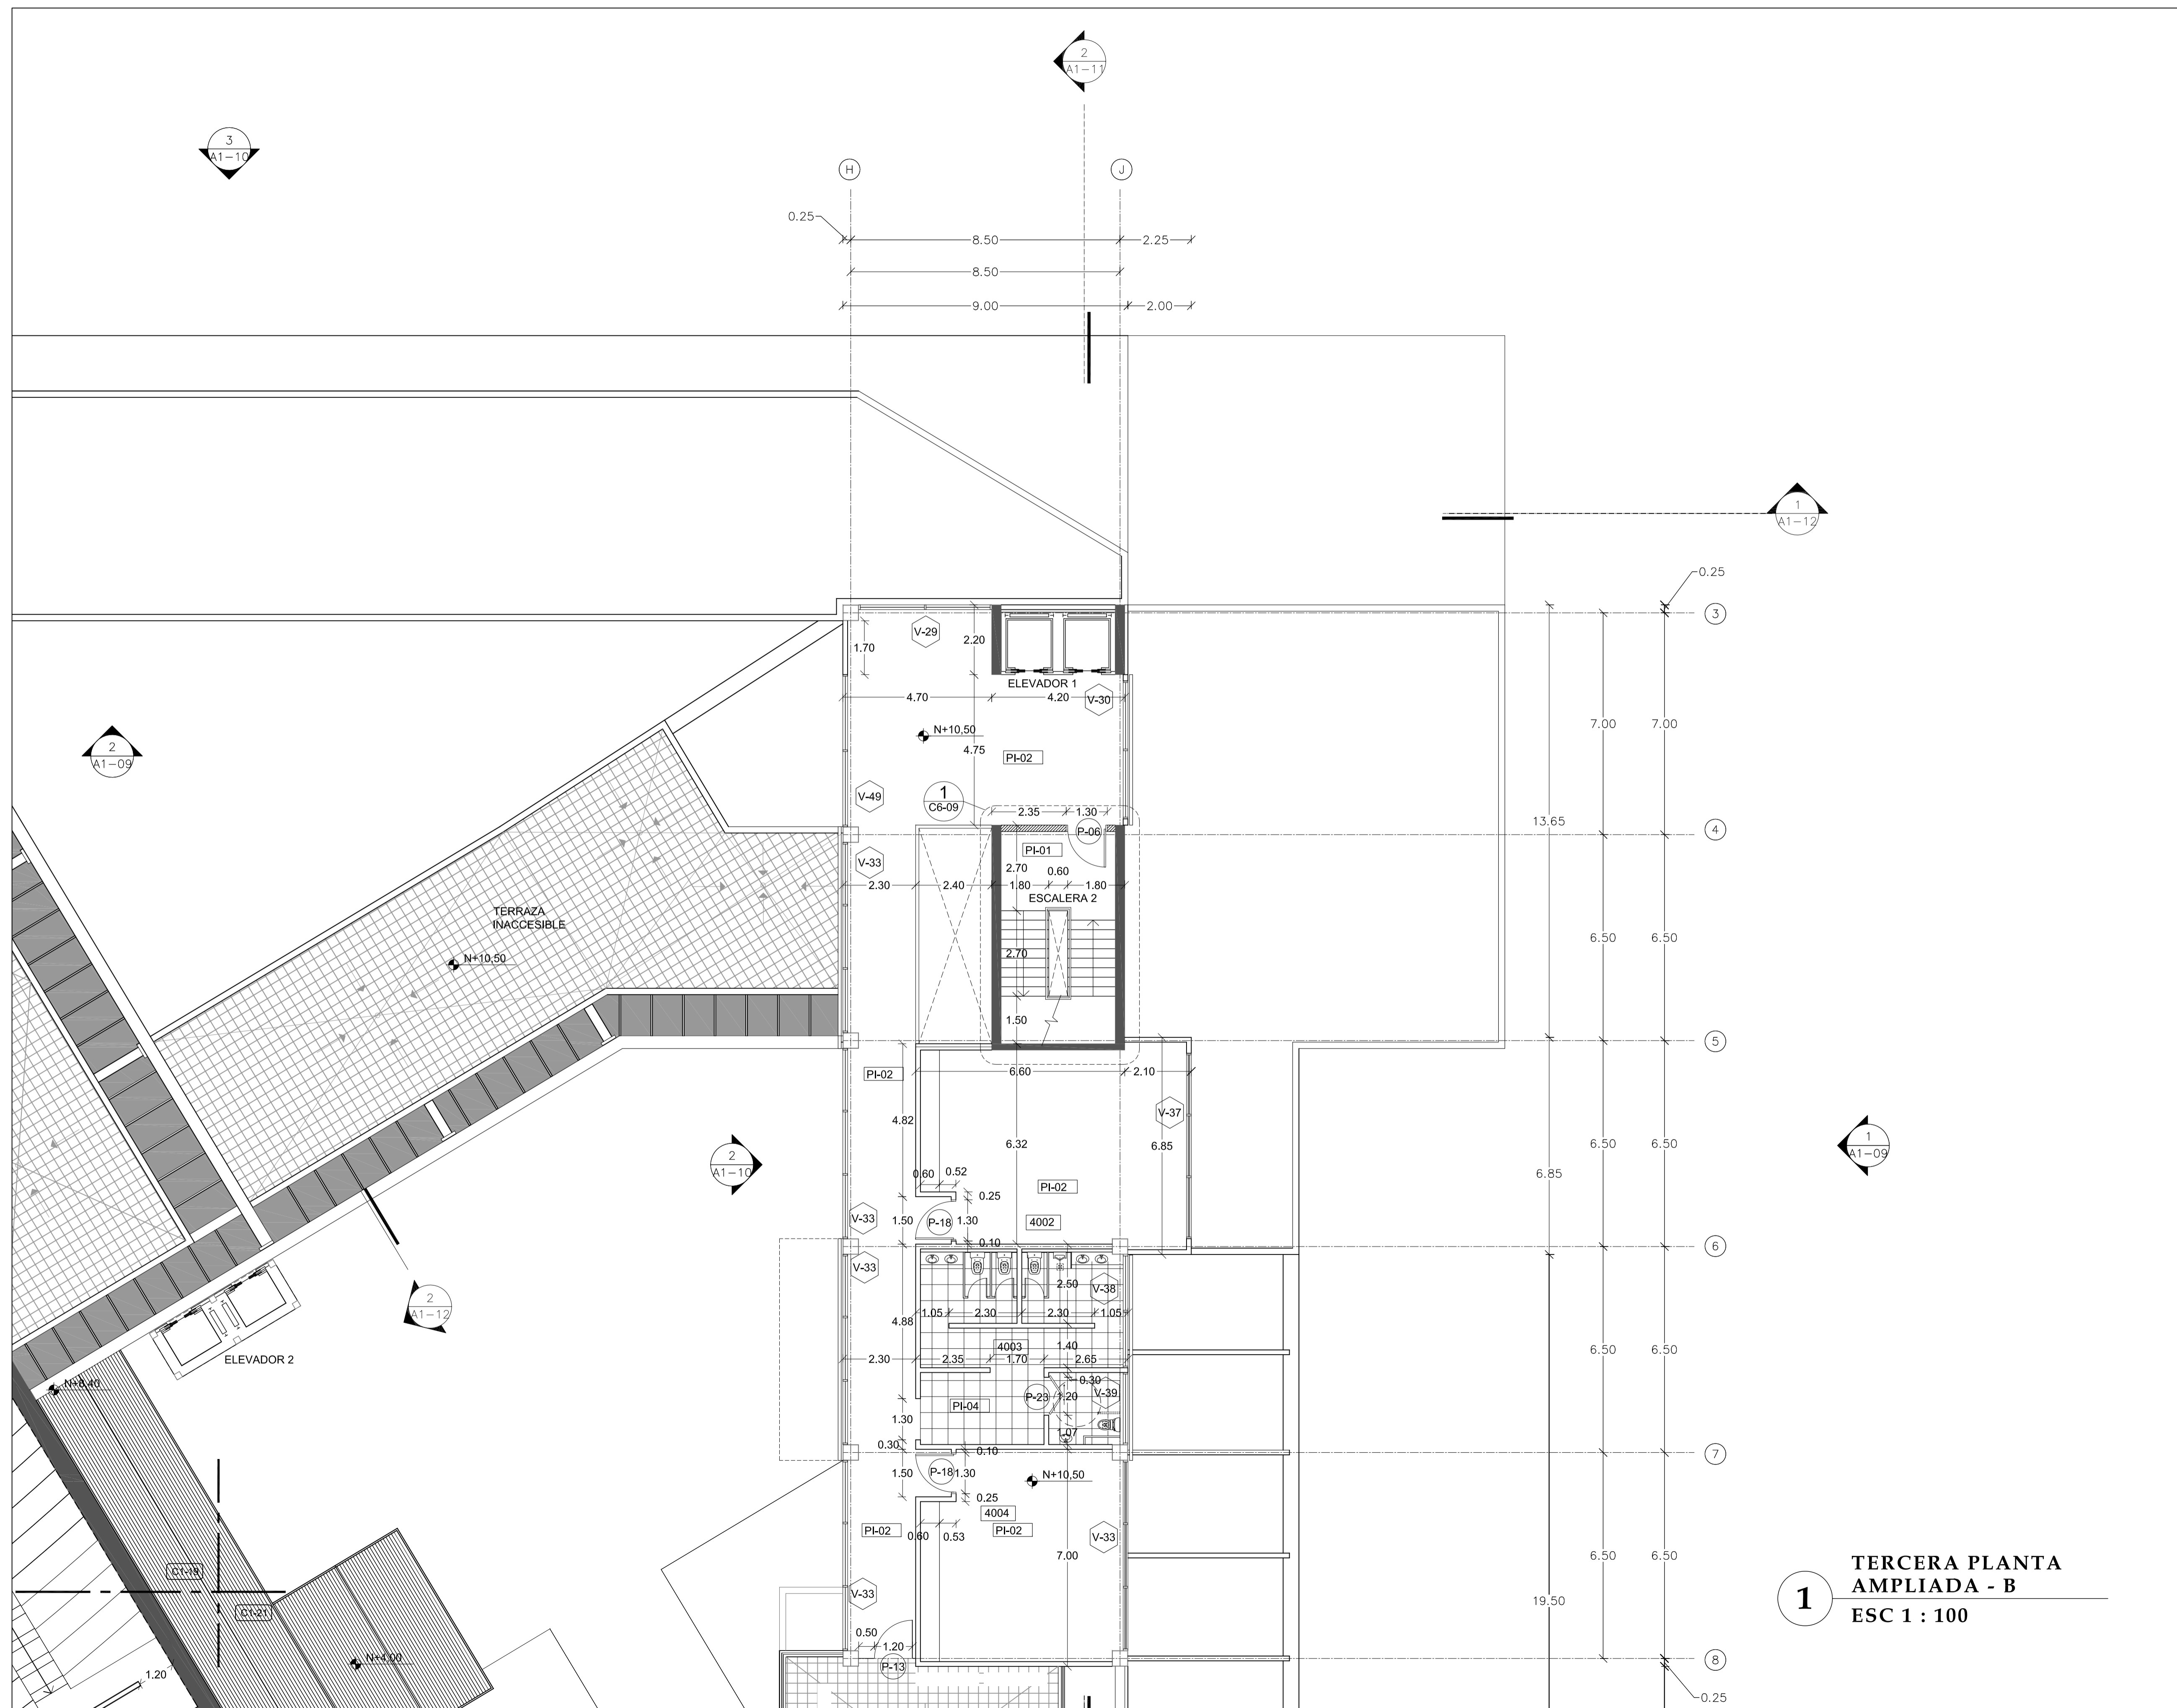 2
A1-11
3
A1-10
H
J
0.25
8.50
2.25
8.50
9.00
2.00
1
A1-12
0.25
3
V-29
2.20
1.70
ELEVADOR 1
4.70
4.20
V-30
N+10,50
4.75
PI-02
7.00
7.00
2
A1-09
V-49
1
C6-09
2.35
1.30
P-06
13.65
4
PI-01
V-33
2.70
0.60
2.30
2.40
1.80
1.80
ESCALERA 2
TERRAZA
INACCESIBLE
N+10,50
2.70
6.50
6.50
1.50
5
PI-02
6.60
2.10
V-37
4.82
6.32
6.85
6.50
6.50
1
A1-09
2
A1-10
6.85
0.60
0.52
PI-02
0.25
V-33
1.50
P-18
1.30
4002
0.10
6
V-33
2.50
V-38
2
A1-12
1.05
2.30
2.30
1.05
4.88
4003
1.40
6.50
6.50
ELEVADOR 2
2.30
2.35
1.70
2.65
N+8,40
0.30
P-23
1.20
V-39
PI-04
1.30
1.07
0.30
0.10
7
1.50
P-18
1.30
N+10,50
0.25
4004
PI-02
0.60
0.53
PI-02
V-33
7.00
6.50
6.50
C1-19
V-33
19.50
C1-21
0.50
1.20
N+4,00
P-13
8
1.20
0.25
1
TERCERA PLANTA
AMPLIADA - B
ESC 1 : 100